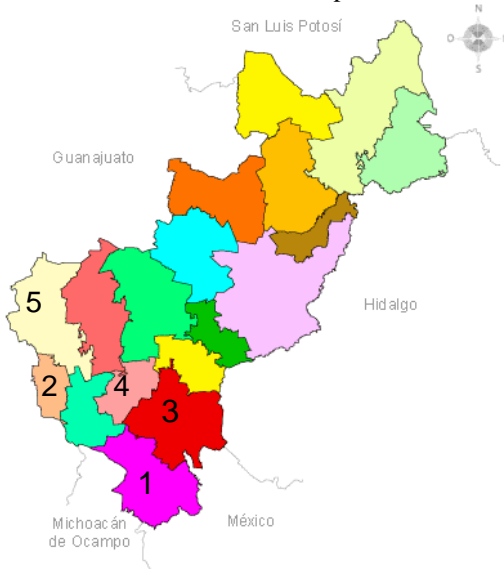 San Luis Potosí
N
O
E
S
Guanajuato
5
Hidalgo
2
4
3
1
Michoacán
de Ocampo
México